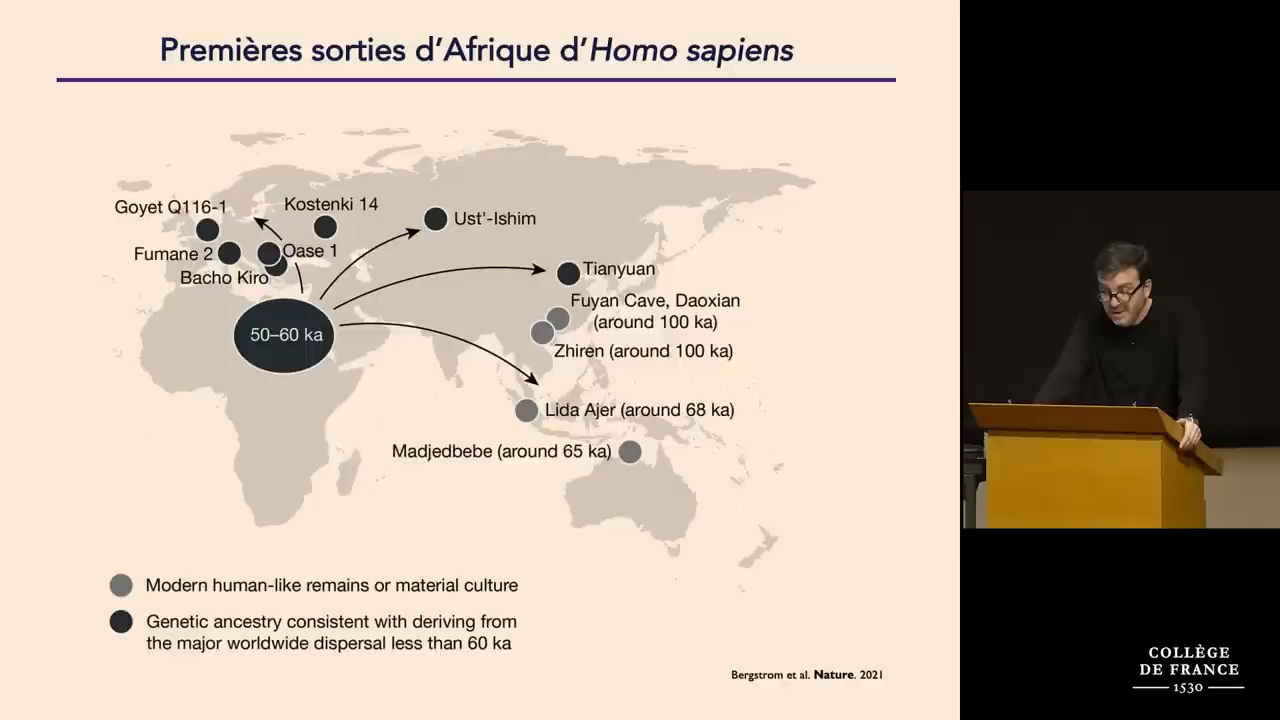 Premières sorties d’Afrique d’Homo sapiens
Goyet Q116-1
Kostenki 14
Ust'-Ishim
Fumane 2
Oase 1
Bacho Kiro
Tianyuan
50–60 ka
Fuyan Cave, Daoxian
(around 100 ka)
Zhiren (around 100 ka)
Lida Ajer (around 68 ka)
Madjedbebe (around 65 ka)
Modern human-like remains or material culture
Genetic ancestry consistent with deriving from
the major worldwide dispersal less than 60 ka
Bergstrom et al. Nature. 2021
COLLÈGE
DE FRANCE
1530